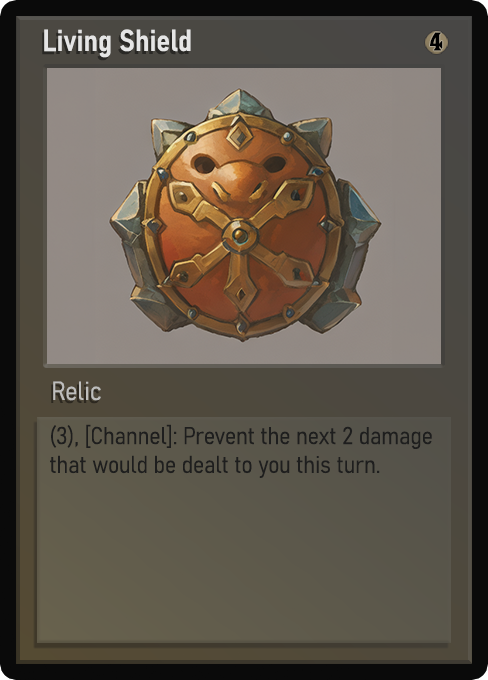 Living Shield
4
Relic
(3), [Channel]: Prevent the next 2 damage
that would be dealt to you this turn.